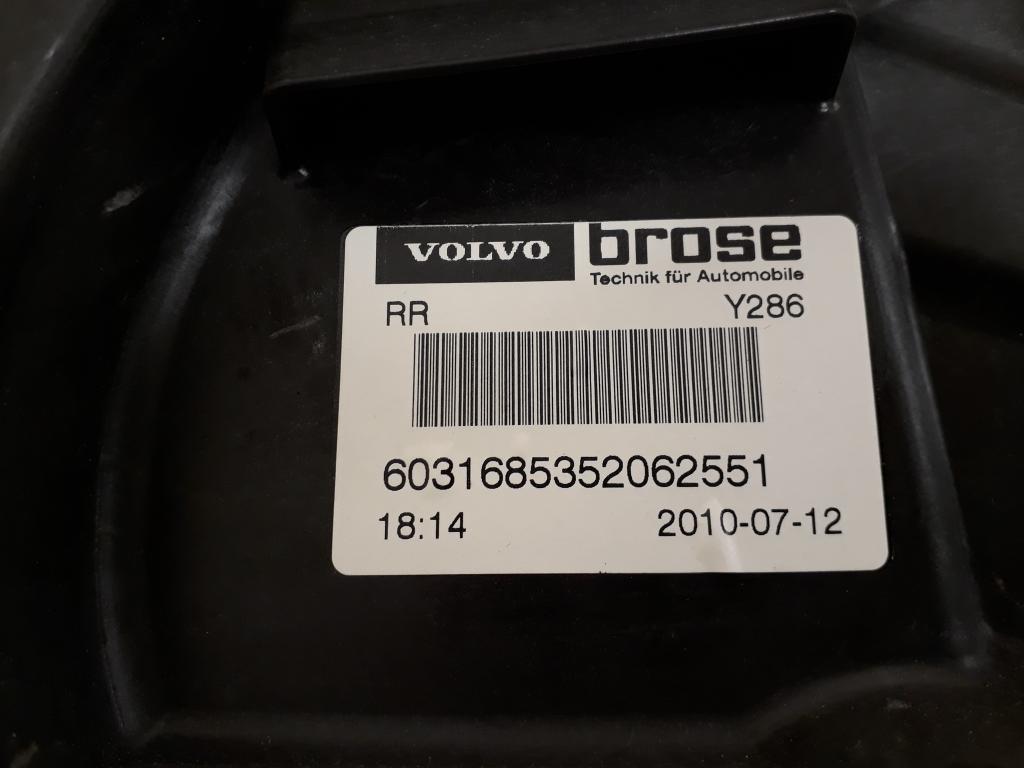 VOLVO brose
Technik für Automobile
RR Y286
6031685352062551
18:14 2010-07-12